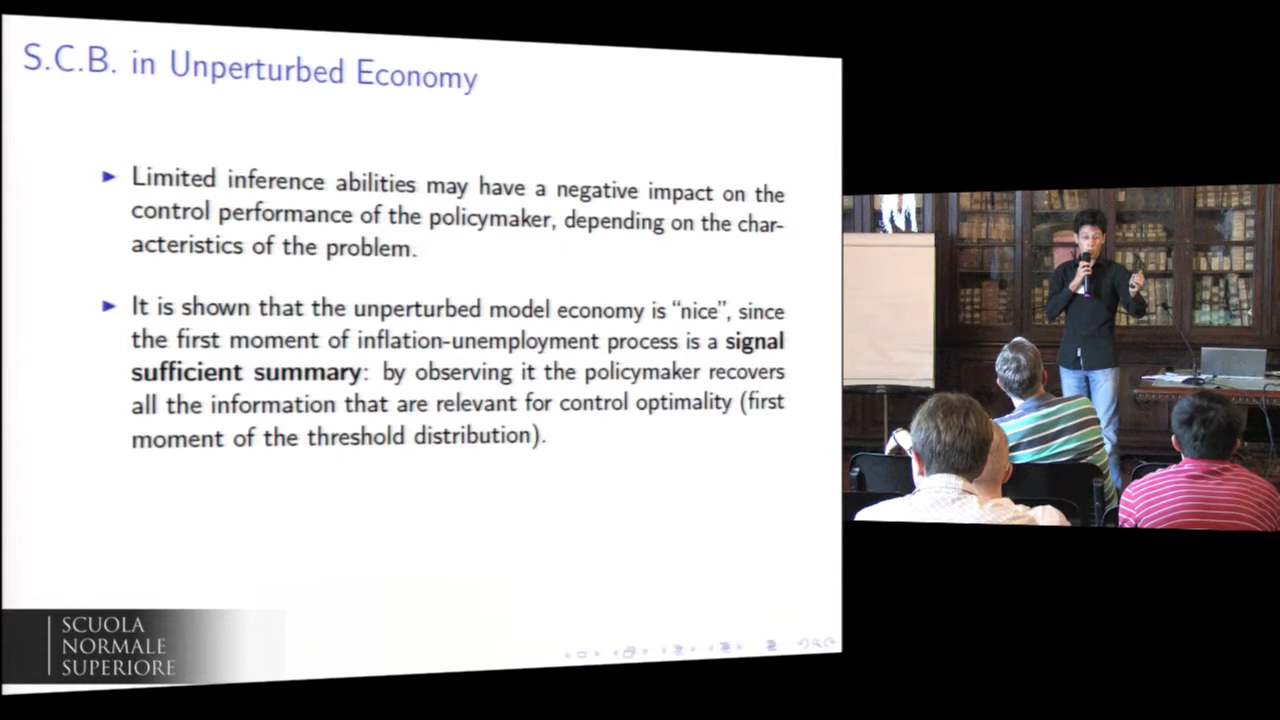 S.C.B. in Unperturbed Economy
Limited inference abilities may have a negative impact on the
control performance of the policymaker, depending on the char-
acteristics of the problem.
It is shown that the unperturbed model economy is “nice”, since
the first moment of inflation-unemployment process is a signal
sufficient summary: by observing it the policymaker recovers
all the information that are relevant for control optimality (first
moment of the threshold distribution).
SCUOLA
NORMALE
SUPERIORE